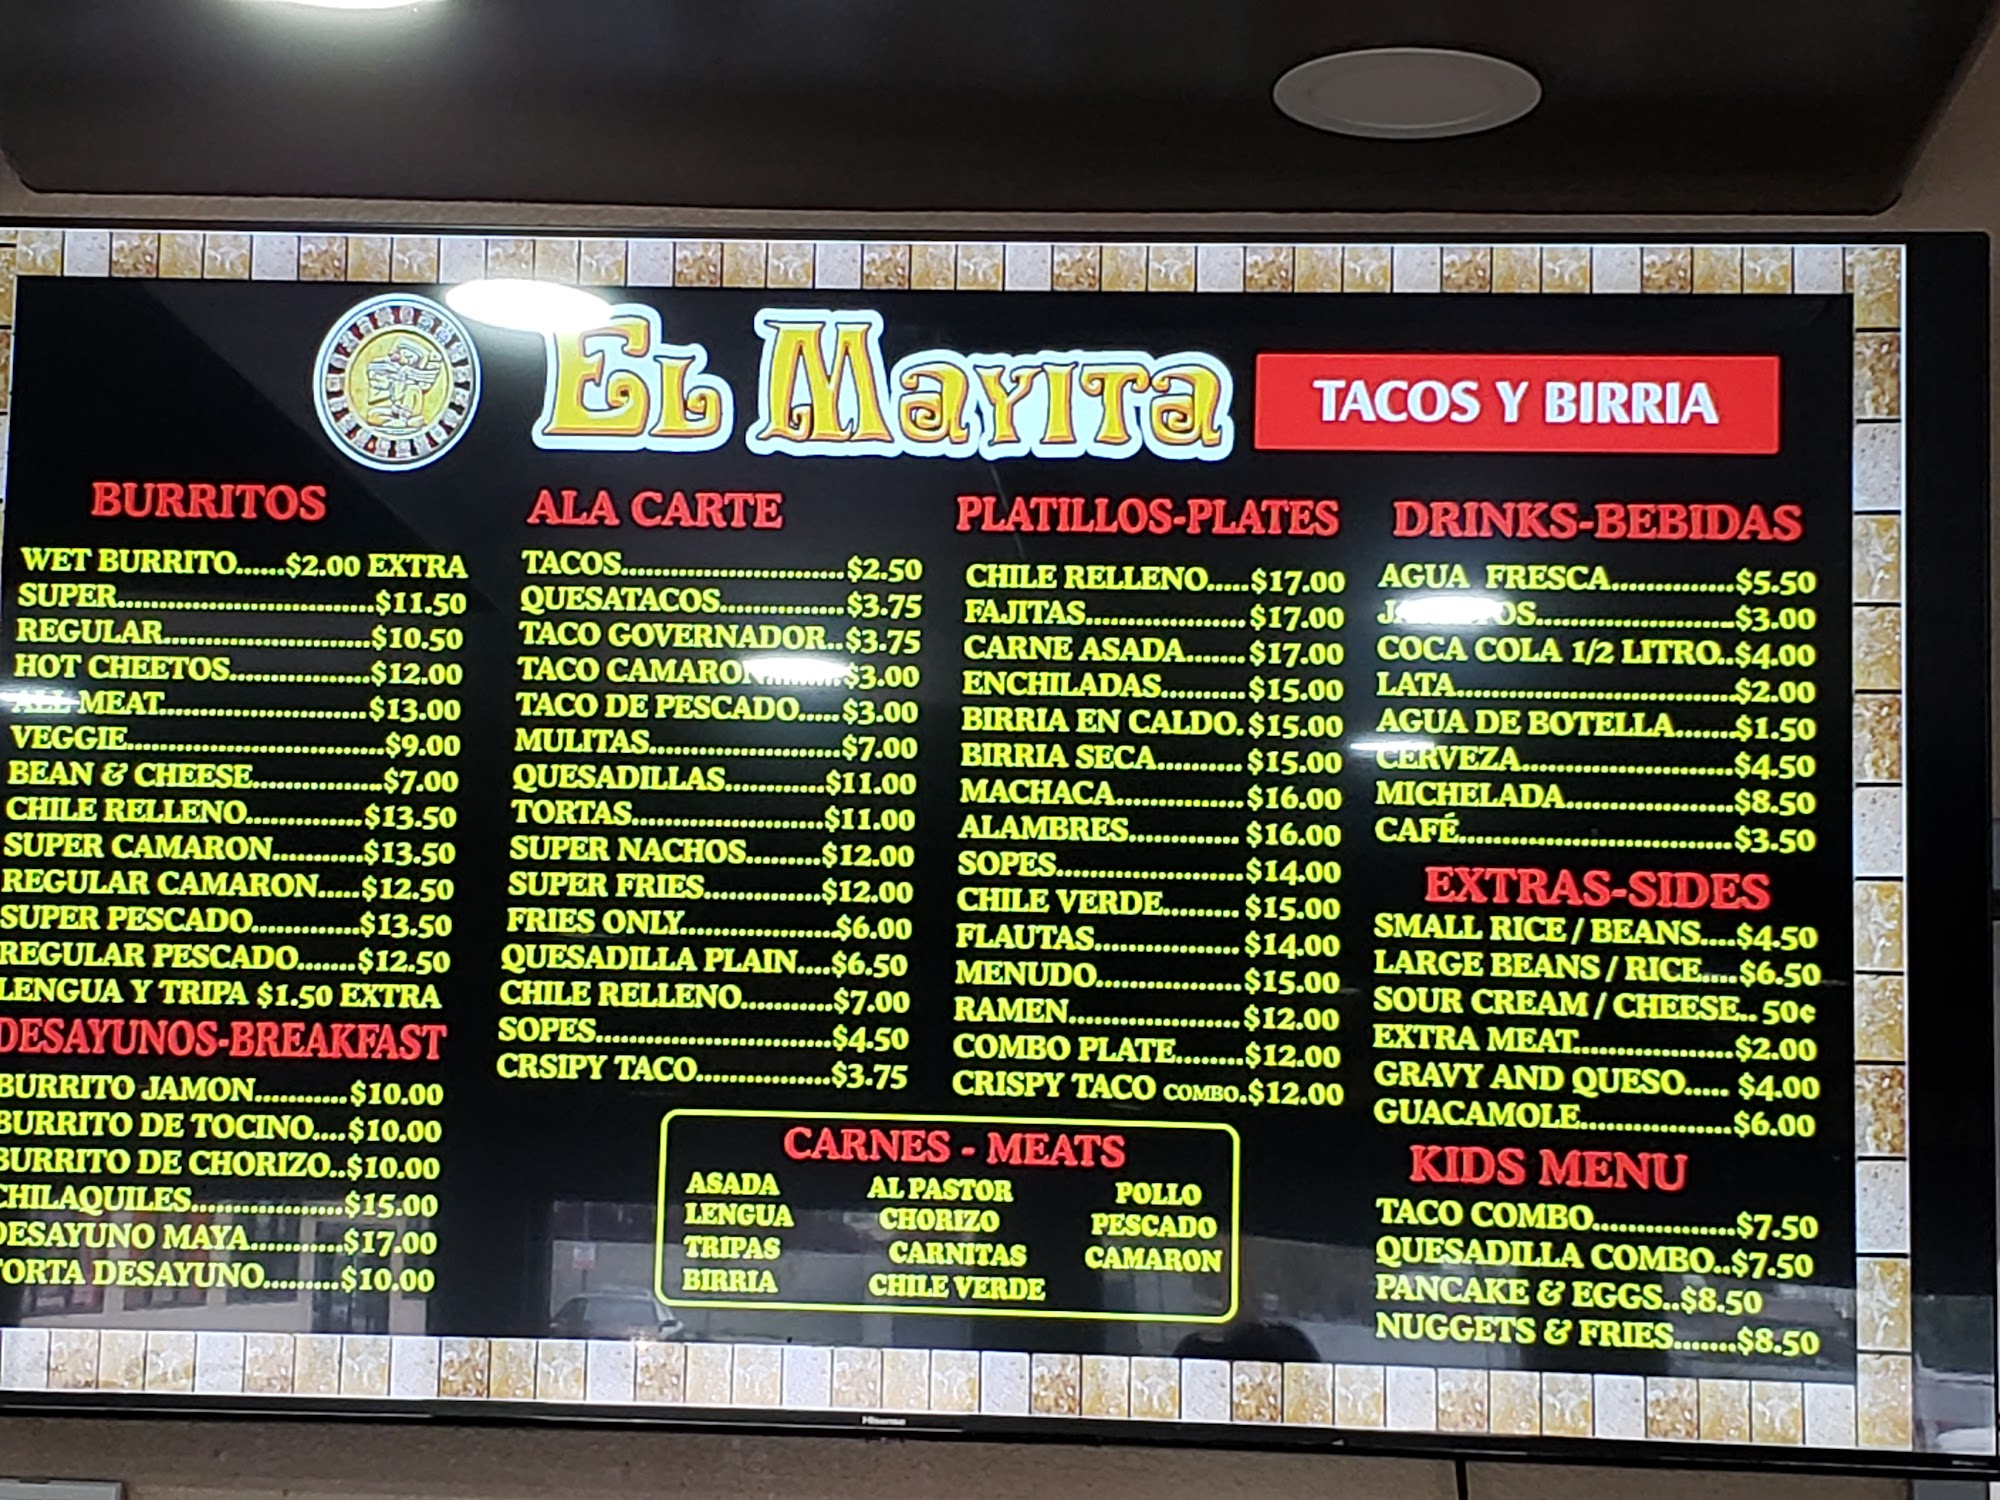 EL MAYITA
TACOS Y BIRRIA
BURRITOS
WET BURRITO......$2.00 EXTRA
SUPER...............................$11.50
REGULAR.........................$10.50
HOT CHEETOS.................$12.00
ALL MEAT.........................$13.00
VEGGIE...............................$9.00
BEAN & CHEESE................$7.00
CHILE RELLENO..............$13.50
SUPER CAMARON...........$13.50
REGULAR CAMARON.....$12.50
SUPER PESCADO.............$13.50
REGULAR PESCADO.......$12.50
LENGUA Y TRIPA $1.50 EXTRA
DESAYUNOS-BREAKFAST
BURRITO JAMON...........$10.00
BURRITO DE TOCINO....$10.00
BURRITO DE CHORIZO..$10.00
CHILAQUILES..................$15.00
DESAYUNO MAYA...........$17.00
TORTA DESAYUNO.........$10.00
ALA CARTE
TACOS...........................$2.50
QUESATACOS...............$3.75
TACO GOVERNADOR..$3.75
TACO CAMARON..........$3.00
TACO DE PESCADO.....$3.00
MULITAS.......................$7.00
QUESADILLAS............$11.00
TORTAS.......................$11.00
SUPER NACHOS.........$12.00
SUPER FRIES..............$12.00
FRIES ONLY...................$6.00
QUESADILLA PLAIN....$6.50
CHILE RELLENO...........$7.00
SOPES............................$4.50
CRSIPY TACO................$3.75
PLATILLOS-PLATES
CHILE RELLENO.....$17.00
FAJITAS....................$17.00
CARNE ASADA.......$17.00
ENCHILADAS..........$15.00
BIRRIA EN CALDO.$15.00
BIRRIA SECA..........$15.00
MACHACA...............$16.00
ALAMBRES.............$16.00
SOPES.......................$14.00
CHILE VERDE.........$15.00
FLAUTAS.................$14.00
MENUDO.................$15.00
RAMEN....................$12.00
COMBO PLATE........$12.00
CRISPY TACO COMBO.$12.00
CARNES - MEATS
ASADA AL PASTOR POLLO
LENGUA CHORIZO PESCADO
TRIPAS CARNITAS CAMARON
BIRRIA CHILE VERDE
DRINKS-BEBIDAS
AGUA FRESCA..............$5.50
$3.00
COCA COLA 1/2 LITRO..$4.00
LATA.................................$2.00
AGUA DE BOTELLA.......$1.50
CERVEZA.........................$4.50
MICHELADA....................$8.50
CAFÉ.................................$3.50
EXTRAS-SIDES
SMALL RICE / BEANS....$4.50
LARGE BEANS / RICE....$6.50
SOUR CREAM / CHEESE.. 50¢
EXTRA MEAT...................$2.00
GRAVY AND QUESO..... $4.00
GUACAMOLE..................$6.00
KIDS MENU
TACO COMBO.................$7.50
QUESADILLA COMBO..$7.50
PANCAKE & EGGS..$8.50
NUGGETS & FRIES.......$8.50
Hisense